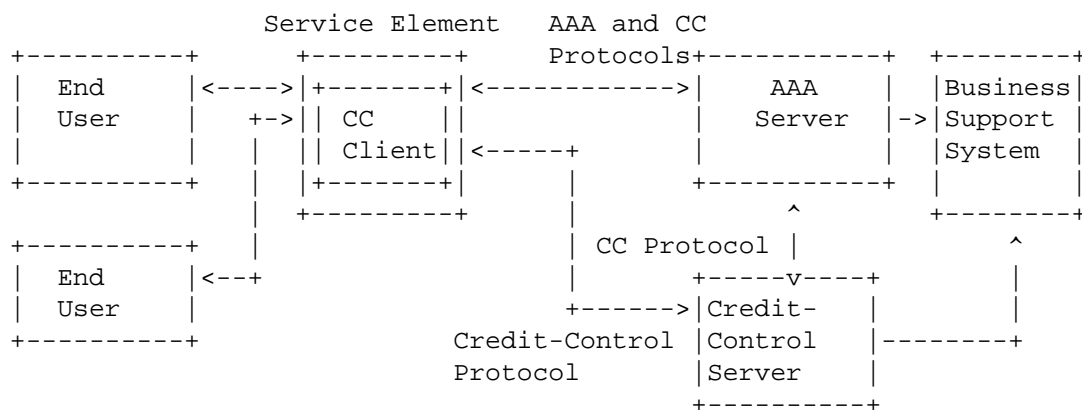 Service Element   AAA and CC
Protocols
End   AAA   Business
User   CC   Server   Support
Client   System
CC Protocol
End
User   Credit-
Credit-Control   Control
Protocol   Server